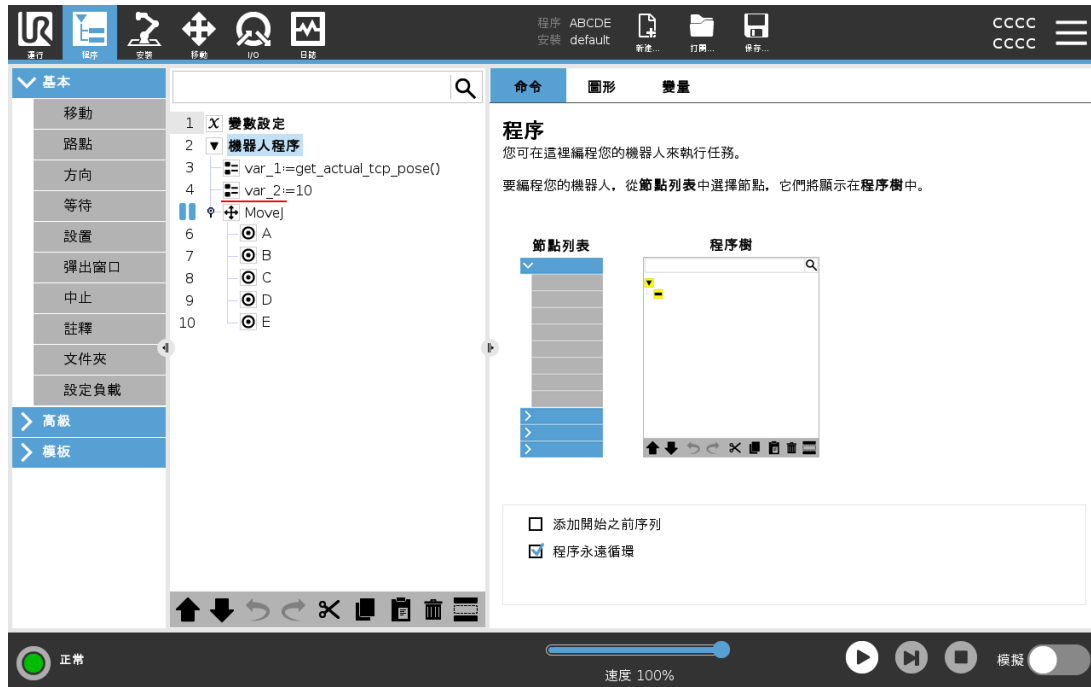 UR
運行
程序
安裝
移動
I/O
日誌
程序 ABCDE
安裝 default
新建...
打開...
保存...
CCCC
CCCC
基本
移動
路點
方向
等待
設置
彈出窗口
中止
註釋
文件夾
設定負載
高級
模板
1 X 變數設定
2 機器人程序
3 var_1:=get_actual_tcp_pose()
4 var_2:=10
MoveJ
6 A
7 B
8 C
9 D
10 E
命令 圖形 變量
程序
您可在這裡編程您的機器人來執行任務。
要編程您的機器人，從節點列表中選擇節點，它們將顯示在程序樹中。
節點列表
程序樹
添加開始之前序列
程序永遠循環
正常
速度 100%
模擬